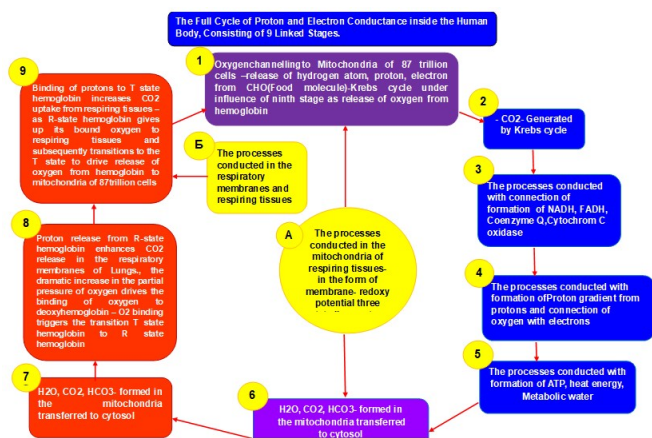 The Full Cycle of Proton and Electron Conductance inside the Human
Body, Consisting of 9 Linked Stages.
1
Oxygenchannellingto Mitochondria of 87 trillion
cells –release of hydrogen atom, proton, electron
from CHO(Food molecule)-Krebs cycle under
influence of ninth stage as release of oxygen from
hemoglobin
2
- CO2- Generated
by Krebs cycle
3
The processes conducted
with connection of
formation of NADH, FADH,
Coenzyme Q,Cytochrom C
oxidase
4
The processes conducted with
formationofProton gradient from
protons and connection of
oxygen with electrons
5
The processes conducted with
formation of ATP, heat energy,
Metabolic water
6
H2O, CO2, HCO3- formed in
the mitochondria transferred
to cytosol
7
H2O, CO2, HCO3- formed in
the mitochondria
transferred to cytosol
8
Proton release from R-state
hemoglobin enhances CO2
release in the respiratory
membranes of Lungs., the
dramatic increase in the partial
pressure of oxygen drives the
binding of oxygen to
deoxyhemoglobin – O2 binding
triggers the transition T state
hemoglobin to R state
hemoglobin
9
Binding of protons to T state
hemoglobin increases CO2
uptake from respiring tissues –
as R-state hemoglobin gives
up its bound oxygen to
respiring tissues and
subsequently transitions to the
T state to drive release of
oxygen from hemoglobin to
mitochondria of 87trillion cells
Б
The processes
conducted in the
respiratory
membranes and
respiring tissues
A
The processes
conducted in the
mitochondria of
respiring tissues-
in the form of
membrane- redoxy
potential three